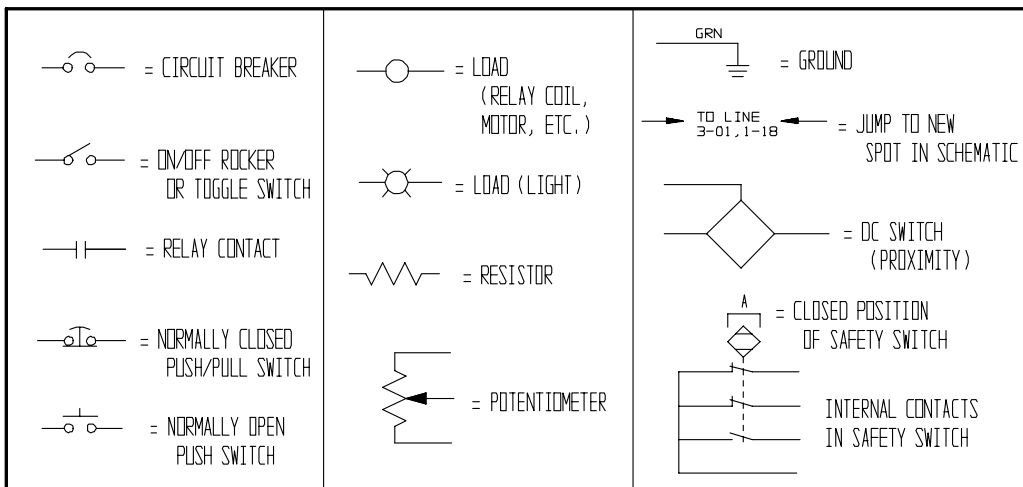 = CIRCUIT BREAKER
= ON/OFF ROCKER
OR TOGGLE SWITCH
= RELAY CONTACT
= NORMALLY CLOSED
PUSH/PULL SWITCH
= NORMALLY OPEN
PUSH SWITCH
= LOAD
(RELAY COIL,
MOTOR, ETC.)
= LOAD (LIGHT)
= RESISTOR
= POTENTIOMETER
GRN
= GROUND
TO LINE
3-01,1-18
= JUMP TO NEW
SPOT IN SCHEMATIC
= DC SWITCH
(PROXIMITY)
A
= CLOSED POSITION
OF SAFETY SWITCH
INTERNAL CONTACTS
IN SAFETY SWITCH